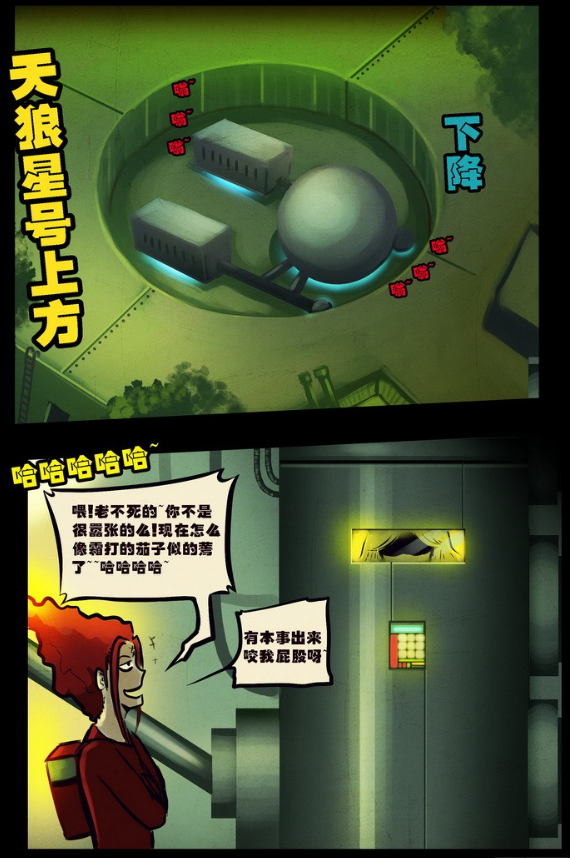 天狼星号上方
嗡~
嗡~
嗡~
下降
嗡~
嗡~
嗡~
哈哈哈哈哈~
喂!老不死的~你不是
很嚣张的么!现在怎么
像霜打的茄子似的蔫
了~~哈哈哈哈~
有本事出来
咬我屁股呀~